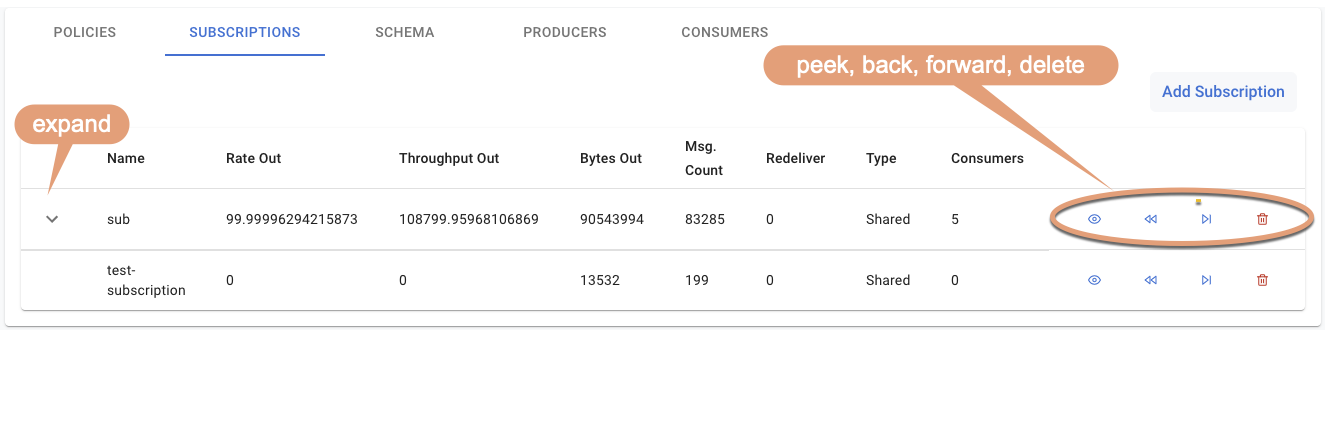 POLICIES SUBSCRIPTIONS SCHEMA PRODUCERS CONSUMERS
peek, back, forward, delete
Add Subscription
expand
Name Rate Out Throughput Out Bytes Out Msg. Count Redeliver Type Consumers
sub 99.99996294215873 108799.95968106869 90543994 83285 0 Shared 5
test-subscription 0 0 13532 199 0 Shared 0